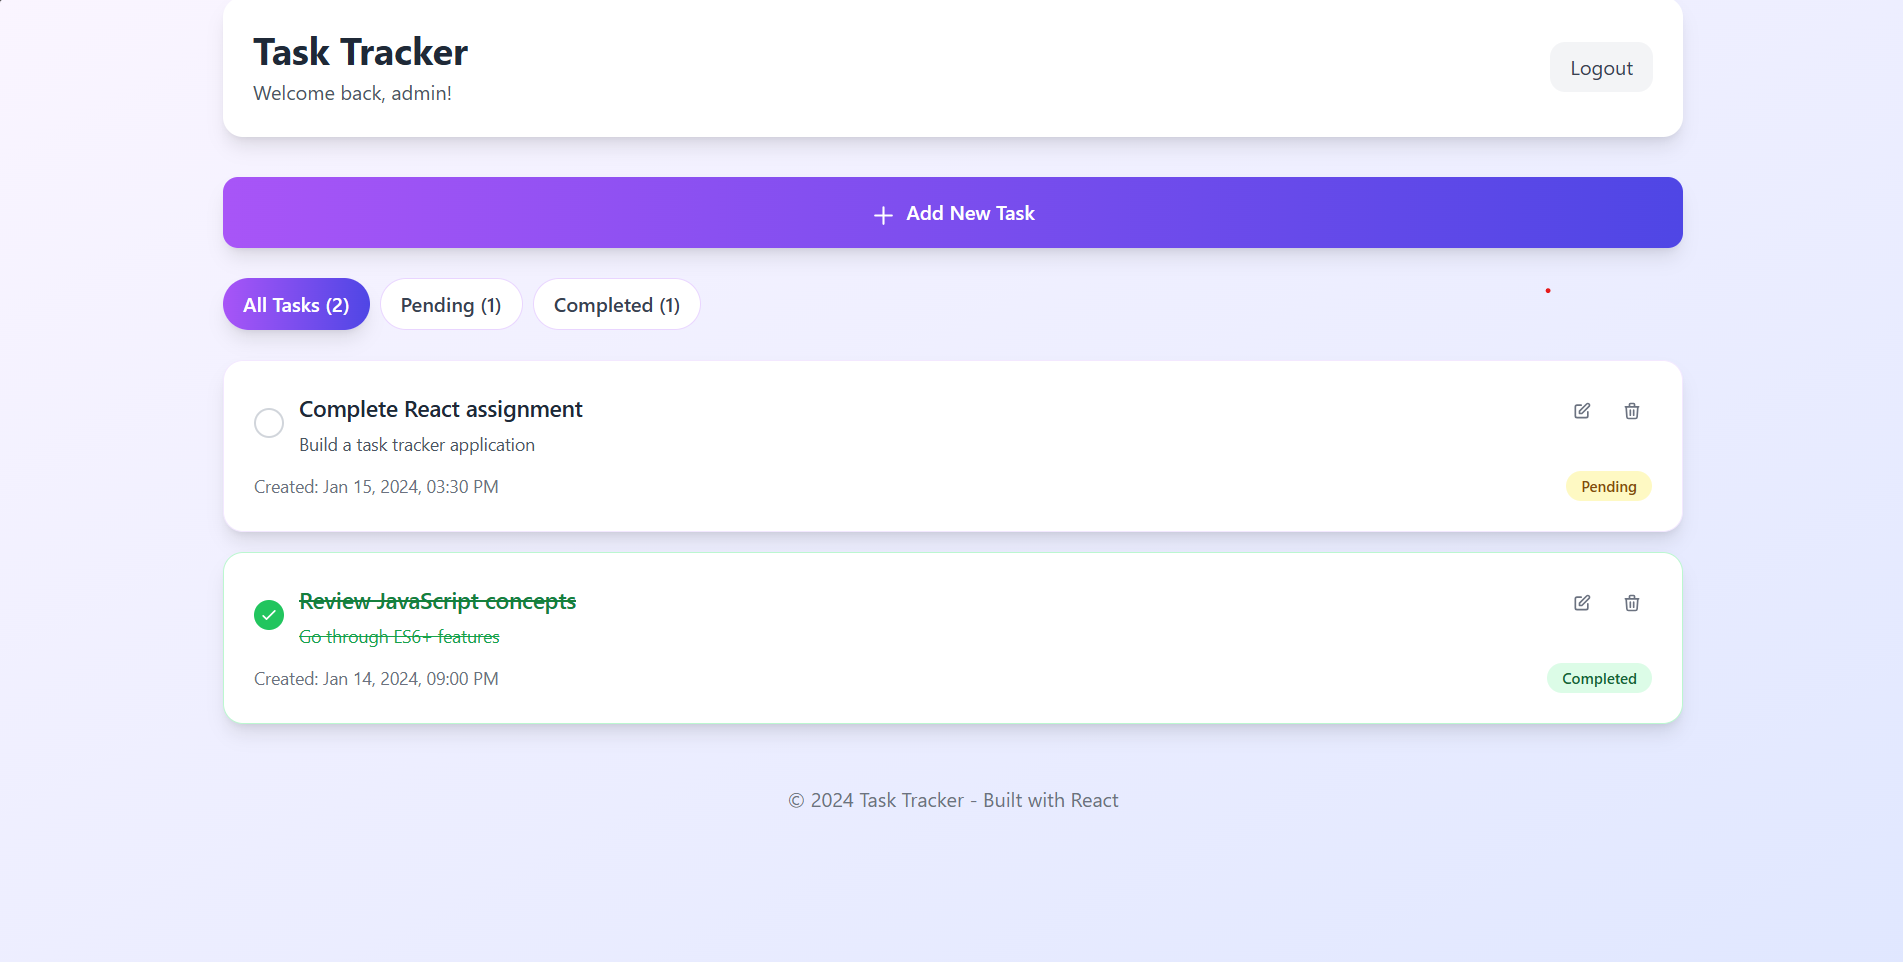 Task Tracker
Welcome back, admin!
Logout
Add New Task
All Tasks (2)
Pending (1)
Completed (1)
Complete React assignment
Build a task tracker application
Created: Jan 15, 2024, 03:30 PM
Pending
Review JavaScript concepts
Go through ES6+ features
Created: Jan 14, 2024, 09:00 PM
Completed
© 2024 Task Tracker - Built with React